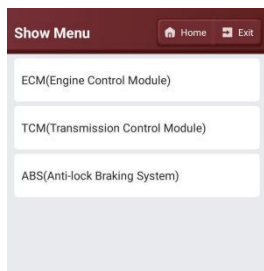 Show Menu Home Exit
ECM(Engine Control Module)
TCM(Transmission Control Module)
ABS(Anti-lock Braking System)